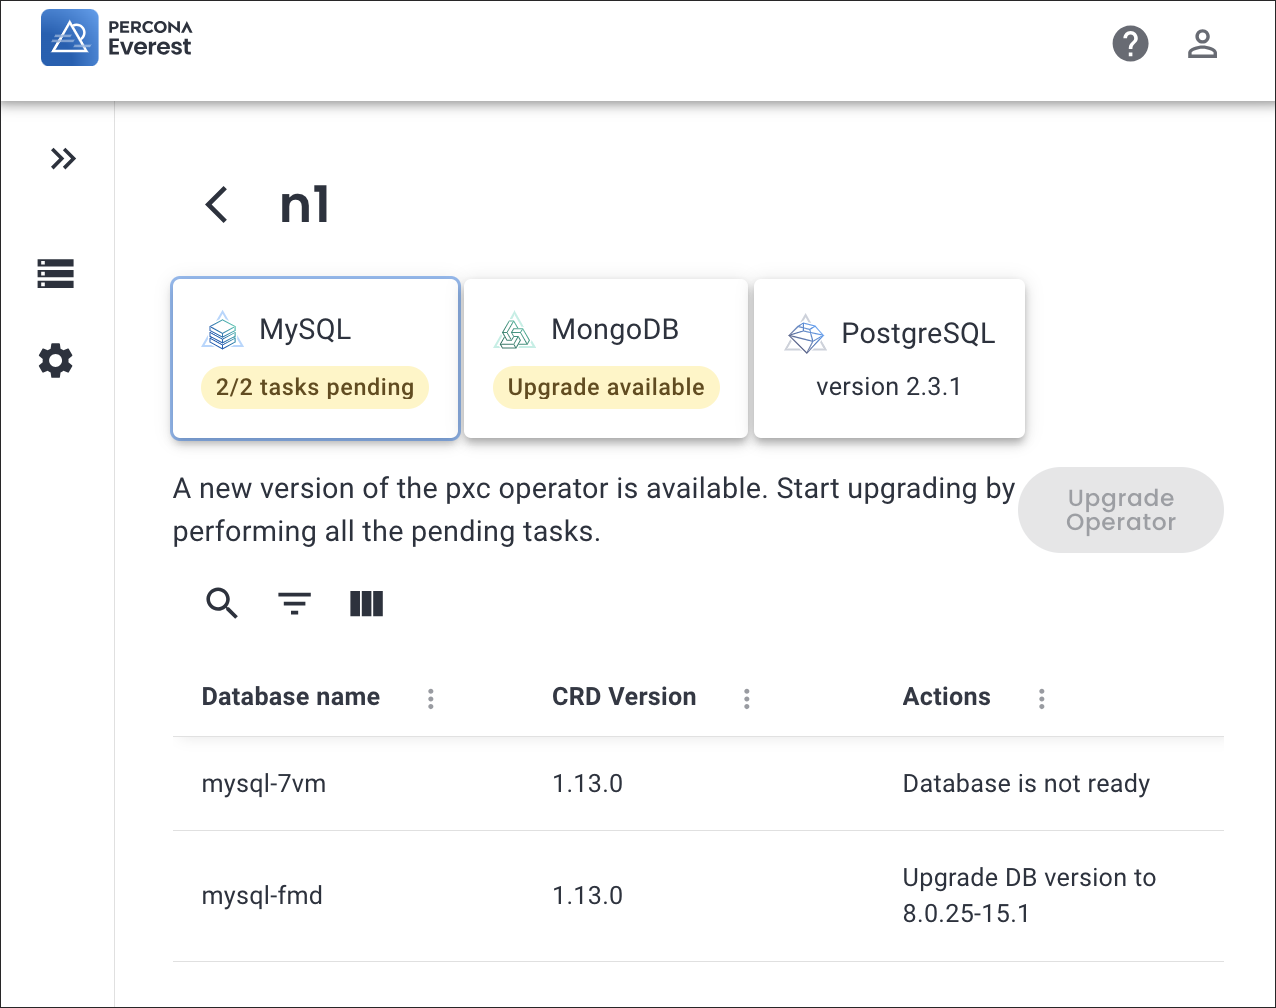 PERCONA
Everest
n1
MySQL
2/2 tasks pending
MongoDB
Upgrade available
PostgreSQL
version 2.3.1
A new version of the pxc operator is available. Start upgrading by
performing all the pending tasks.
Upgrade
Operator
Database name
CRD Version
Actions
mysql-7vm
1.13.0
Database is not ready
mysql-fmd
1.13.0
Upgrade DB version to
8.0.25-15.1